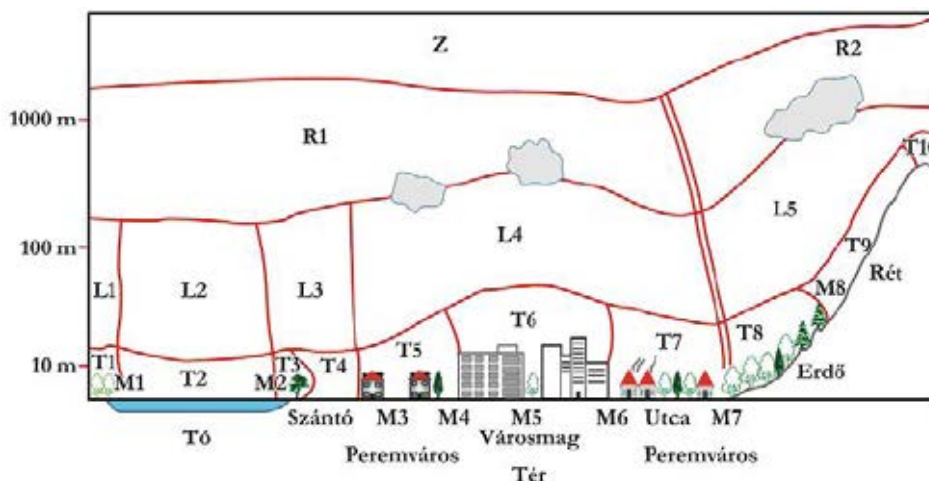 Z
R2
1000 m
R1
T10
L5
100 m
L4
T9
Rét
L1 L2 L3
M8
T6
T8
T7
T1 T3 T5
10 m
M1 T2 M2 T4
Erdő
Szántó M3 M4 M5 M6 Utca M7
Tó Városmag
Peremváros Peremváros
Tér